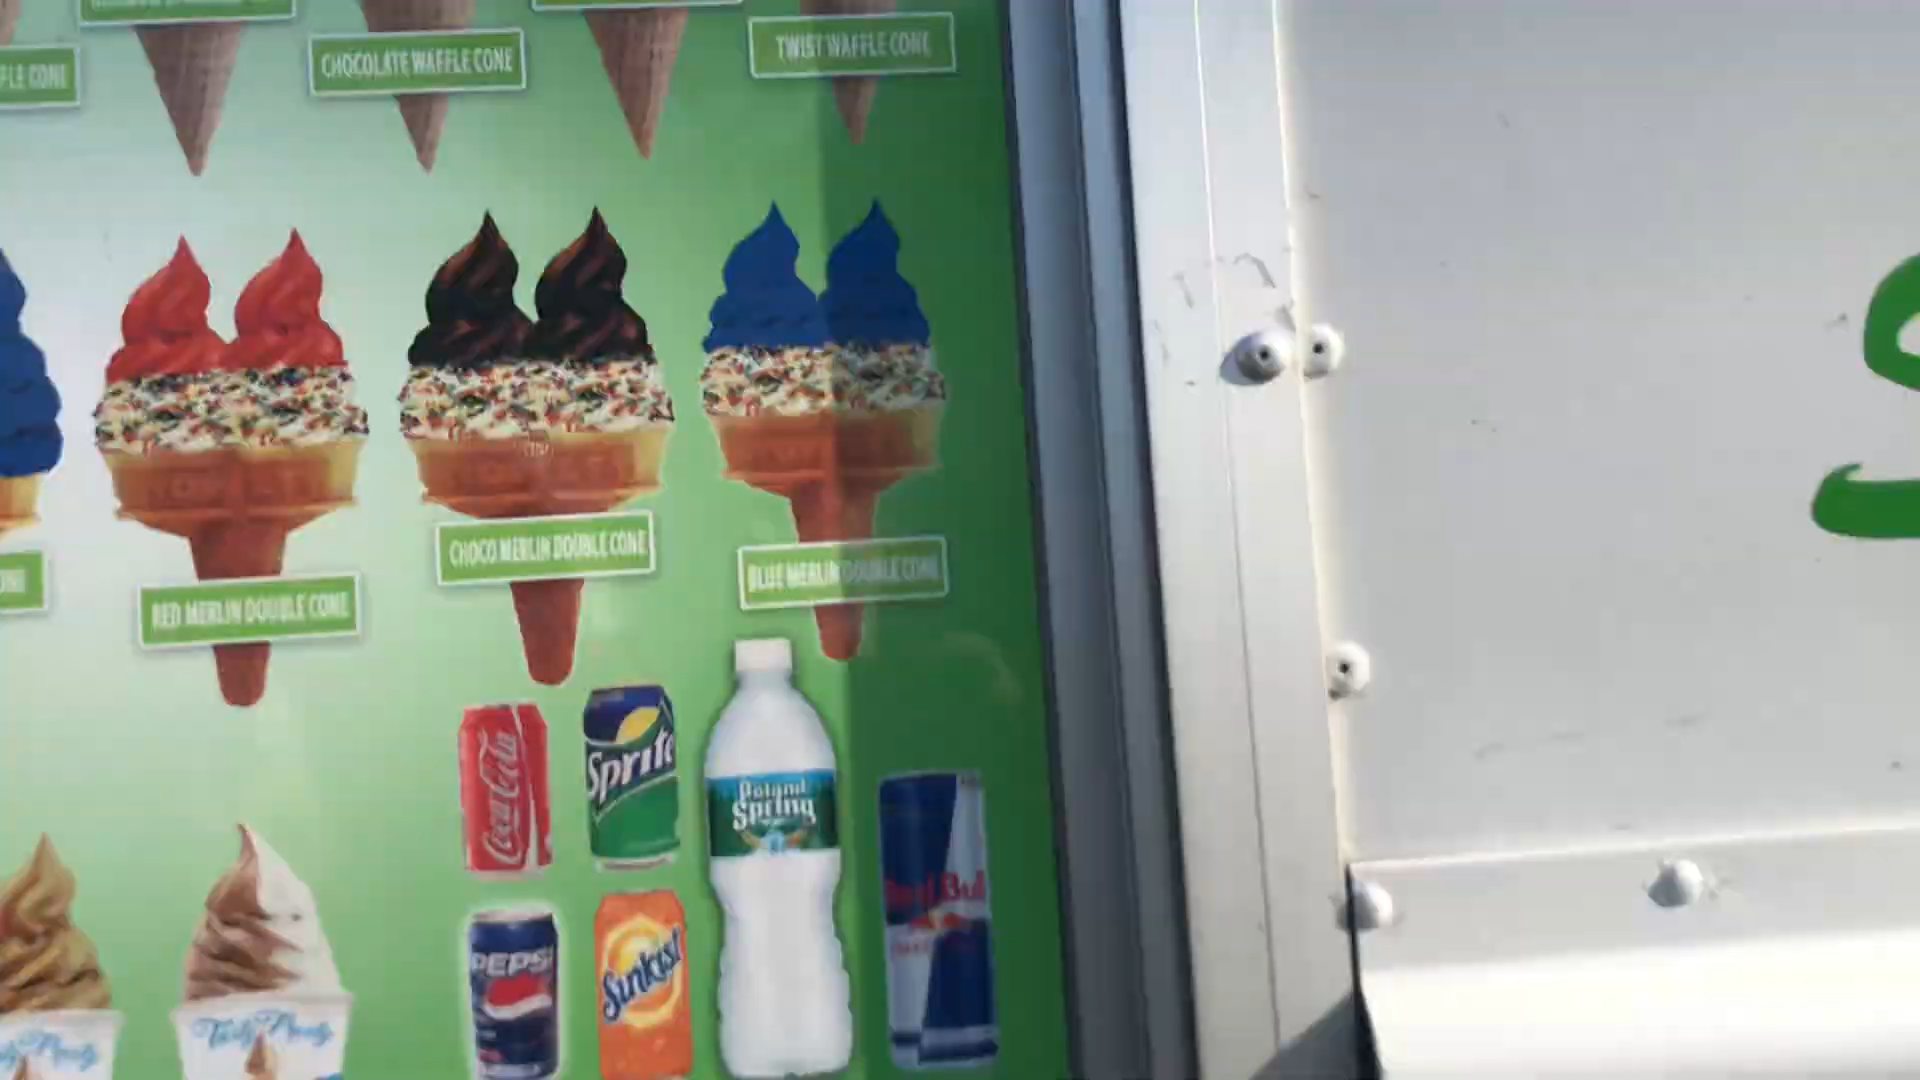 FLE CONE
CHOCOLATE WAFFLE CONE
TWIST WAFFLE CONE
RED MERLIN DOUBLE CONE
CHOCO MERLIN DOUBLE CONE
BLUE MERLIN DOUBLE CONE
Coca-Cola
Sprite
Poland
Spring
Red Bull
PEPSI
Sunkist